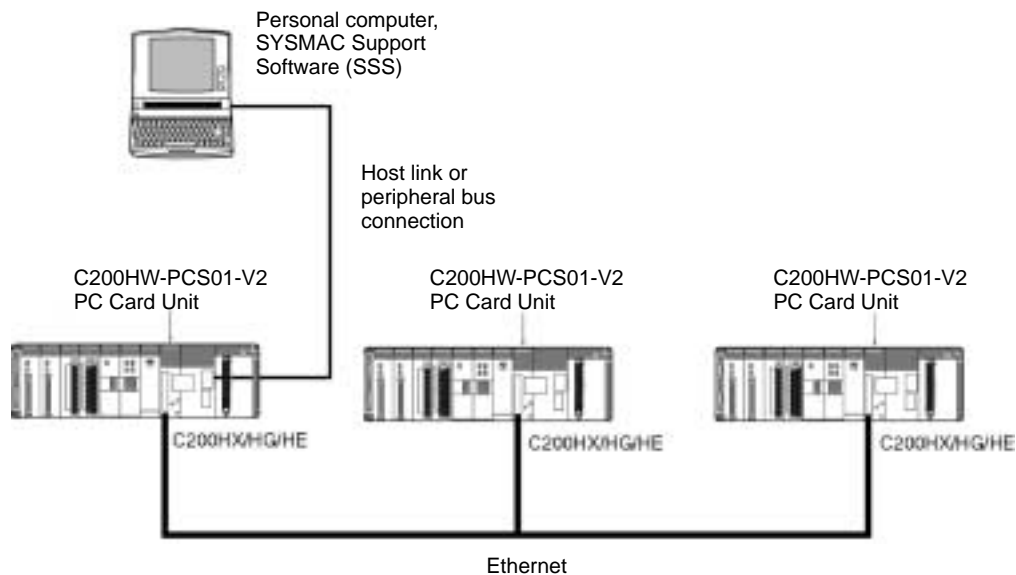 Personal computer,
SYSMAC Support
Software (SSS)
Host link or
peripheral bus
connection
C200HW-PCS01-V2
PC Card Unit
C200HW-PCS01-V2
PC Card Unit
C200HW-PCS01-V2
PC Card Unit
C200HX/HG/HE
C200HX/HG/HE
C200HX/HG/HE
Ethernet